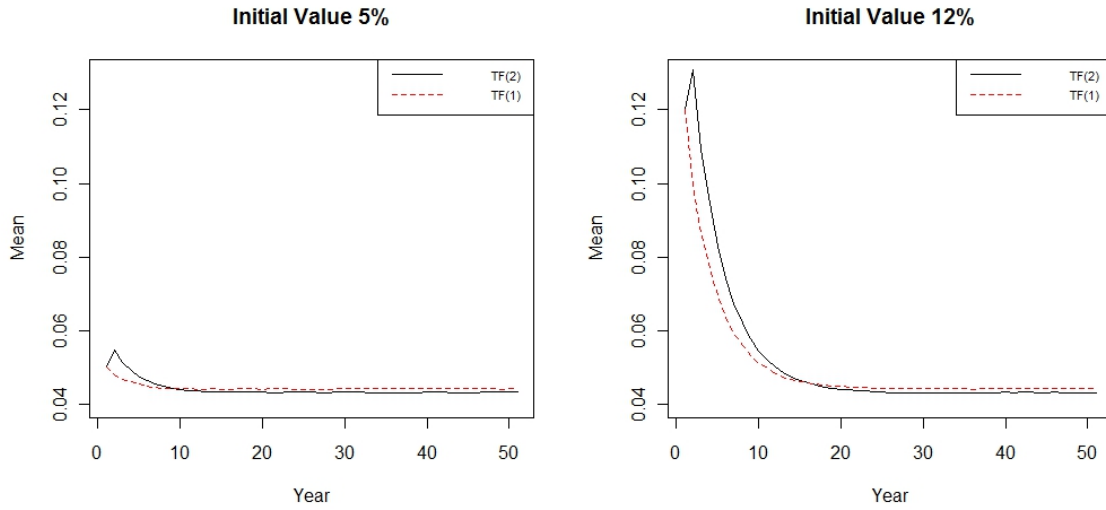 Initial Value 5%
TF(2)
TF(1)
0.12
0.10
0.08
0.06
0.04
Mean
0 10 20 30 40 50
Year
Initial Value 12%
TF(2)
TF(1)
0.12
0.10
0.08
0.06
0.04
Mean
0 10 20 30 40 50
Year